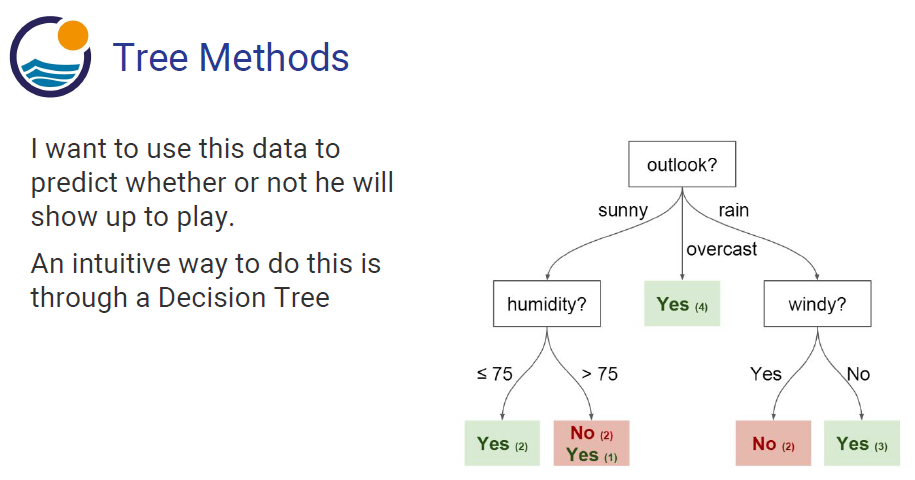 Tree Methods
I want to use this data to
predict whether or not he will
show up to play.
An intuitive way to do this is
through a Decision Tree
outlook?
sunny
rain
overcast
humidity?
Yes (4)
windy?
≤ 75
> 75
Yes
No
Yes (2)
No (2)
Yes (1)
No (2)
Yes (3)